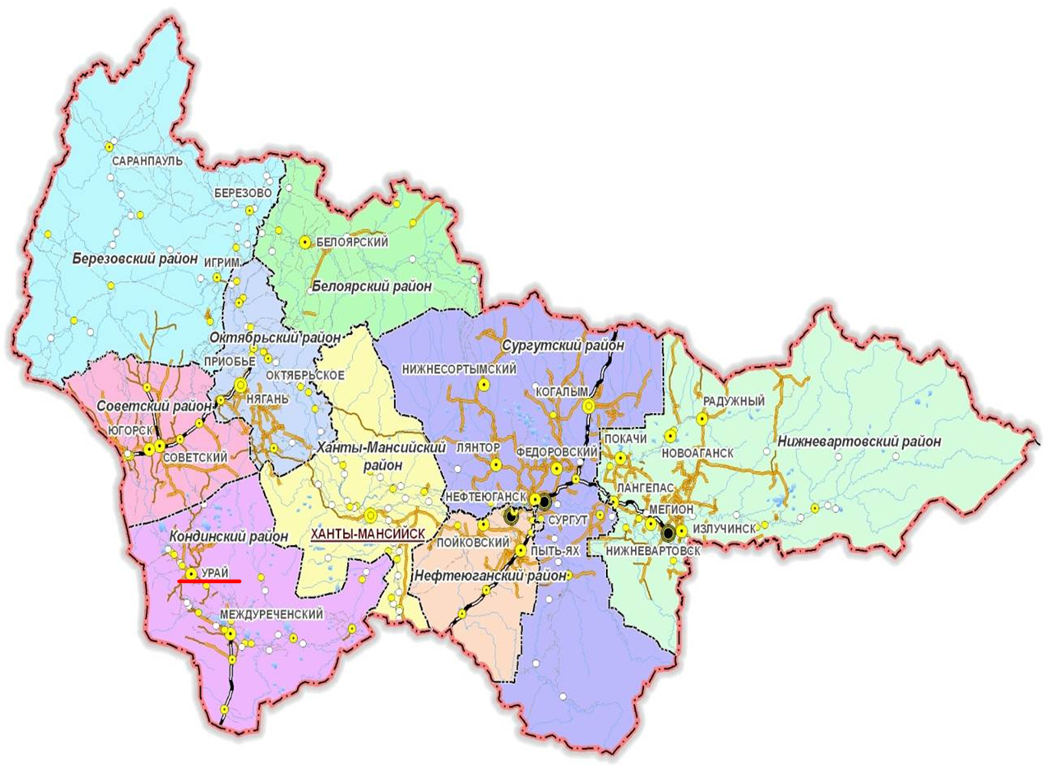 САРАНПАУЛЬ
БЕРЕЗОВО
БЕЛОЯРСКИЙ
Березовский район
ИГРИМ
Белоярский район
Октябрьский район
Сургутский район
ПРИОБЬЕ
ОКТЯБРЬСКОЕ
НИЖНЕСОРТЫМСКИЙ
КОГАЛЫМ
НЯГАНЬ
РАДУЖНЫЙ
Советский район
ЮГОРСК
СОВЕТСКИЙ
Ханты-Мансийский
район
ЛЯНТОР
ФЕДОРОВСКИЙ
ПОКАЧИ
НОВОАГАНСК
Нижневартовский район
ЛАНГЕПАС
НЕФТЕЮГАНСК
МЕГИОН
СУРГУТ
ИЗЛУЧИНСК
Кондинский район
ХАНТЫ-МАНСИЙСК
ПОЙКОВСКИЙ
ПЫТЬ-ЯХ
НИЖНЕВАРТОВСК
УРАЙ
Нефтеюганский район
МЕЖДУРЕЧЕНСКИЙ